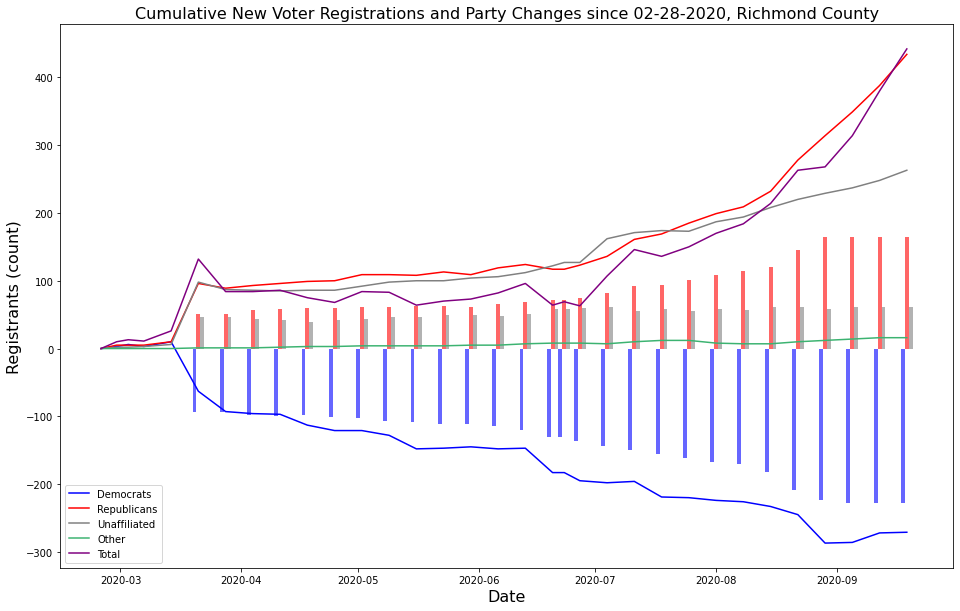 Cumulative New Voter Registrations and Party Changes since 02-28-2020, Richmond County
Registrants (count)
400
300
200
100
0
−100
−200
−300
Democrats
Republicans
Unaffiliated
Other
Total
2020-03
2020-04
2020-05
2020-06
2020-07
2020-08
2020-09
Date